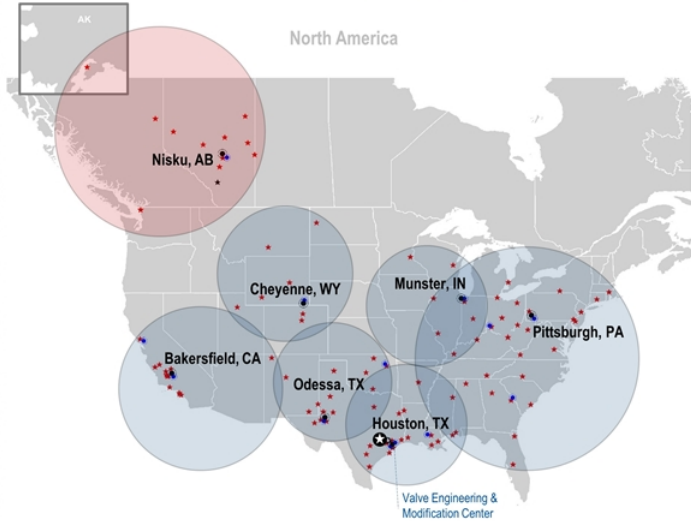 AK
North America
Nisku, AB
Cheyenne, WY
Munster, IN
Pittsburgh, PA
Bakersfield, CA
Odessa, TX
Houston, TX
Valve Engineering &
Modification Center